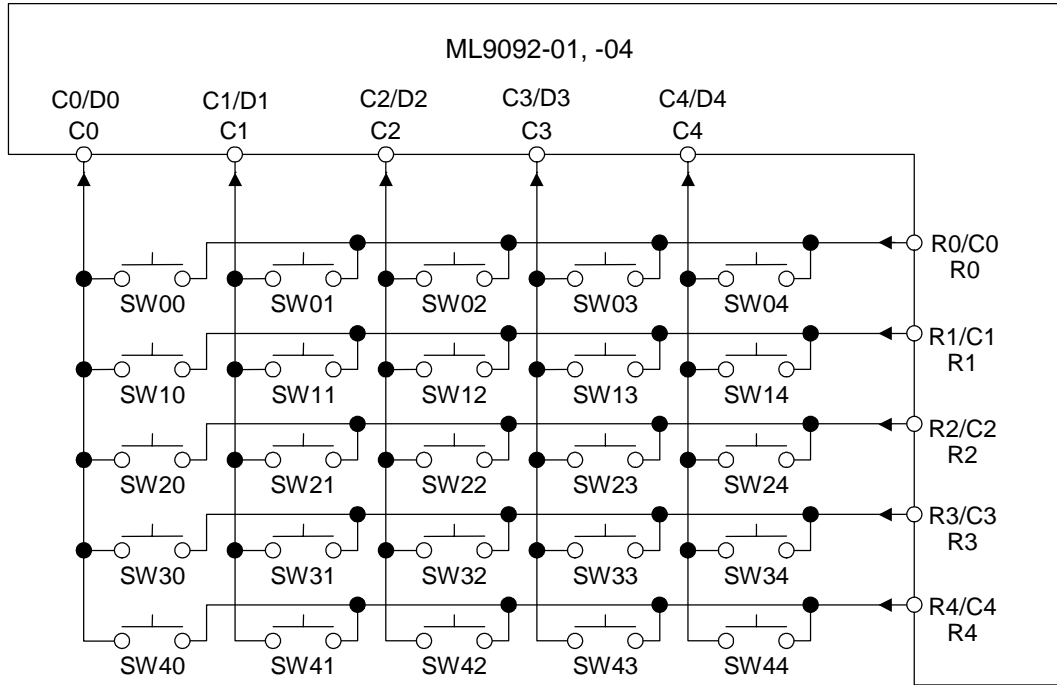 ML9092-01, -04
C0/D0 C1/D1 C2/D2 C3/D3 C4/D4
C0 C1 C2 C3 C4
R0/C0
R0
SW00 SW01 SW02 SW03 SW04
R1/C1
R1
SW10 SW11 SW12 SW13 SW14
R2/C2
R2
SW20 SW21 SW22 SW23 SW24
R3/C3
R3
SW30 SW31 SW32 SW33 SW34
R4/C4
R4
SW40 SW41 SW42 SW43 SW44